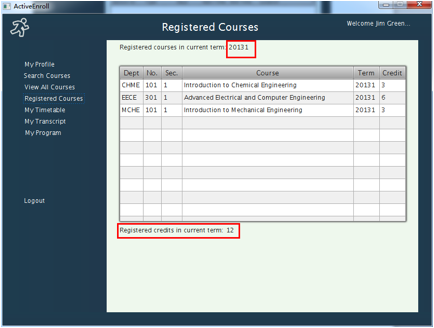 ActiveEnroll
Registered Courses
Welcome Jim Green...
Registered courses in current term: 20131
My Profile
Search Courses
View All Courses
Registered Courses
My Timetable
My Transcript
My Program
Logout
Dept No. Sec. Course Term Credit
CHME 101 1 Introduction to Chemical Engineering 20131 3
EECE 301 1 Advanced Electrical and Computer Engineering 20131 6
MCHE 101 1 Introduction to Mechanical Engineering 20131 3
Registered credits in current term: 12